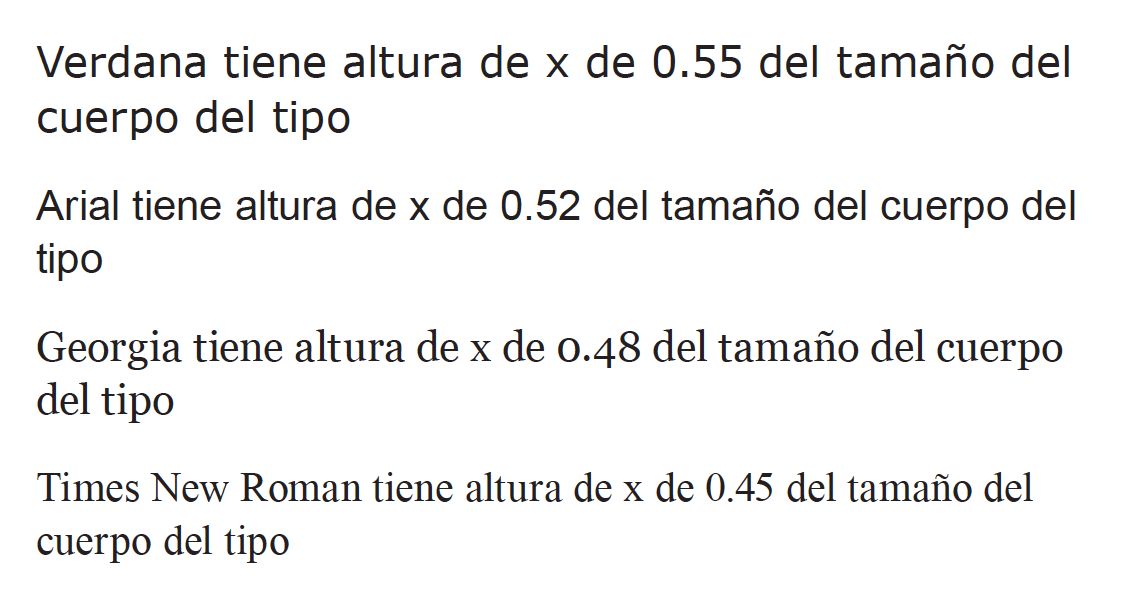 Verdana tiene altura de x de 0.55 del tamaño del
cuerpo del tipo
Arial tiene altura de x de 0.52 del tamaño del cuerpo del
tipo
Georgia tiene altura de x de 0.48 del tamaño del cuerpo
del tipo
Times New Roman tiene altura de x de 0.45 del tamaño del
cuerpo del tipo